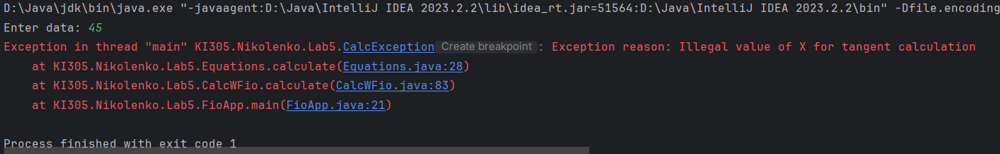 D:\Java\jdk\bin\java.exe "-javaagent:D:\Java\IntelliJ IDEA 2023.2.2\lib\idea_rt.jar=51564:D:\Java\IntelliJ IDEA 2023.2.2\bin" -Dfile.encoding
Enter data: 45
Exception in thread "main" KI305.Nikolenko.Lab5.CalcException Create breakpoint : Exception reason: Illegal value of X for tangent calculation
at KI305.Nikolenko.Lab5.Equations.calculate(Equations.java:28)
at KI305.Nikolenko.Lab5.CalcWFio.calculate(CalcWFio.java:83)
at KI305.Nikolenko.Lab5.FioApp.main(FioApp.java:21)
Process finished with exit code 1